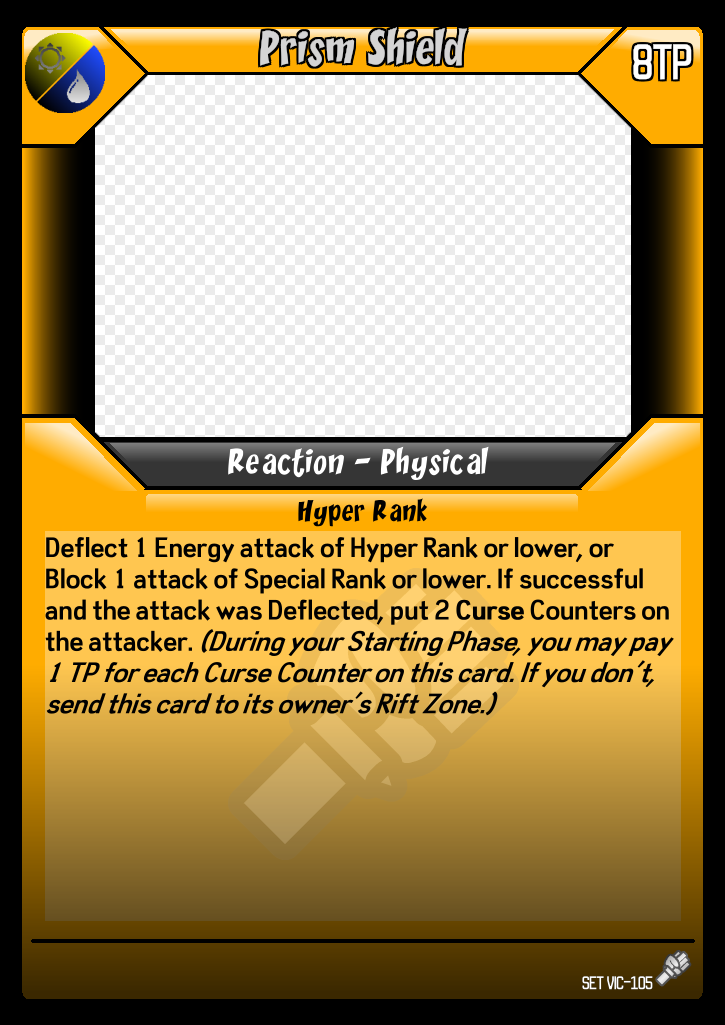 Prism Shield
8TP
Reaction - Physical
Hyper Rank
Deflect 1 Energy attack of Hyper Rank or lower, or
Block 1 attack of Special Rank or lower. If successful
and the attack was Deflected, put 2 Curse Counters on
the attacker. (During your Starting Phase, you may pay
1 TP for each Curse Counter on this card. If you don't,
send this card to its owner's Rift Zone.)
SET VIC-105